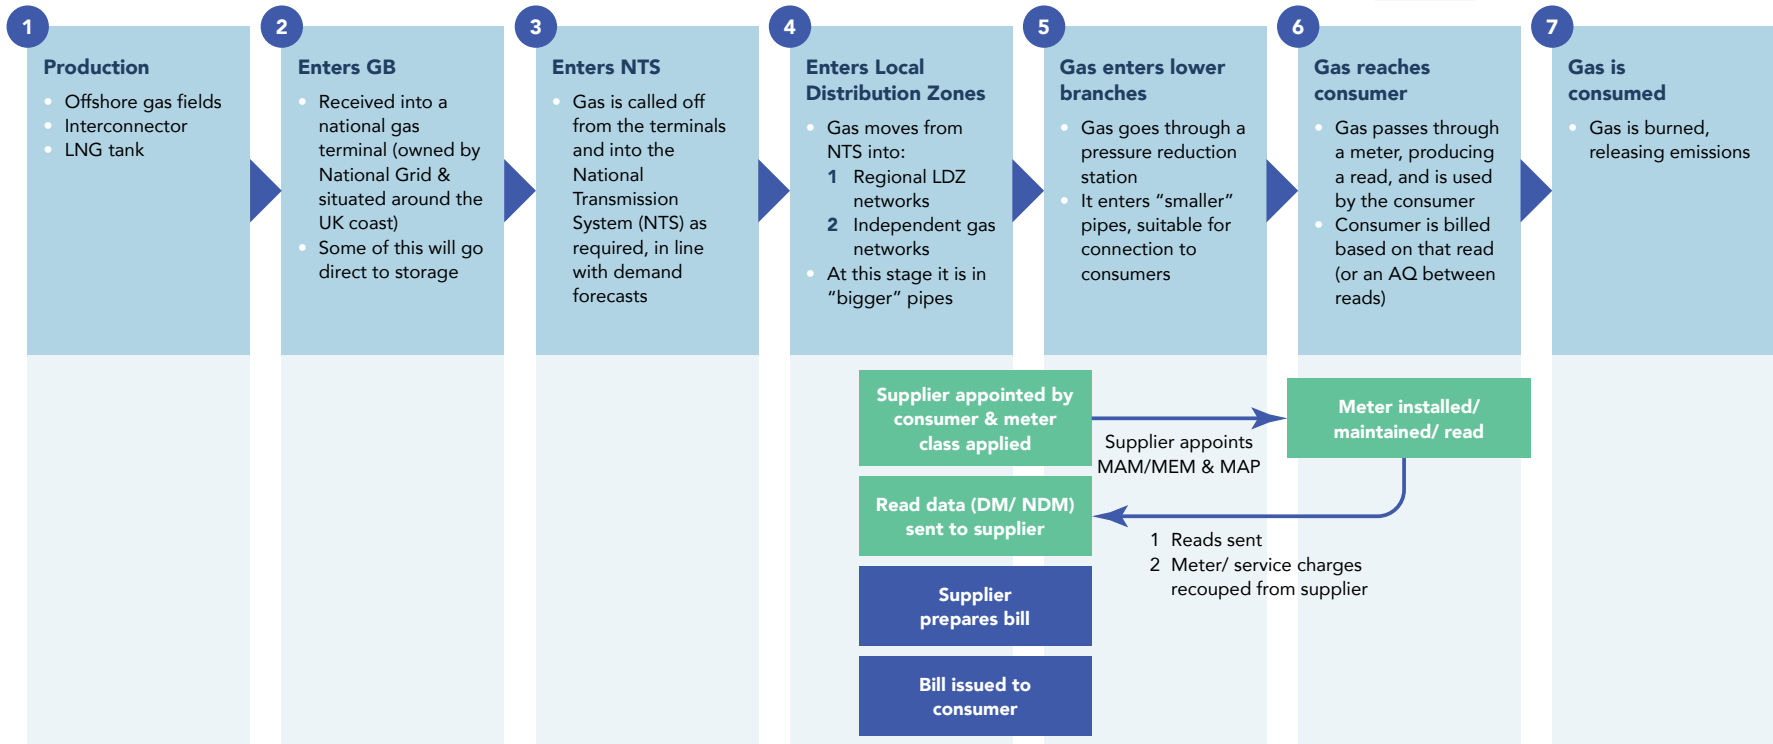 1
Production
• Offshore gas fields
• Interconnector
• LNG tank
2
Enters GB
• Received into a
national gas
terminal (owned by
National Grid &
situated around the
UK coast)
• Some of this will go
direct to storage
3
Enters NTS
• Gas is called off
from the terminals
and into the
National
Transmission
System (NTS) as
required, in line
with demand
forecasts
4
Enters Local
Distribution Zones
• Gas moves from
NTS into:
1 Regional LDZ
networks
2 Independent gas
networks
• At this stage it is in
“bigger” pipes
5
Gas enters lower
branches
• Gas goes through a
pressure reduction
station
• It enters “smaller”
pipes, suitable for
connection to
consumers
6
Gas reaches
consumer
• Gas passes through
a meter, producing
a read, and is used
by the consumer
• Consumer is billed
based on that read
(or an AQ between
reads)
7
Gas is
consumed
• Gas is burned,
releasing emissions
Supplier appointed by
consumer & meter
class applied
Supplier appoints
MAM/MEM & MAP
Meter installed/
maintained/ read
Read data (DM/ NDM)
sent to supplier
1 Reads sent
2 Meter/ service charges
recouped from supplier
Supplier
prepares bill
Bill issued to
consumer